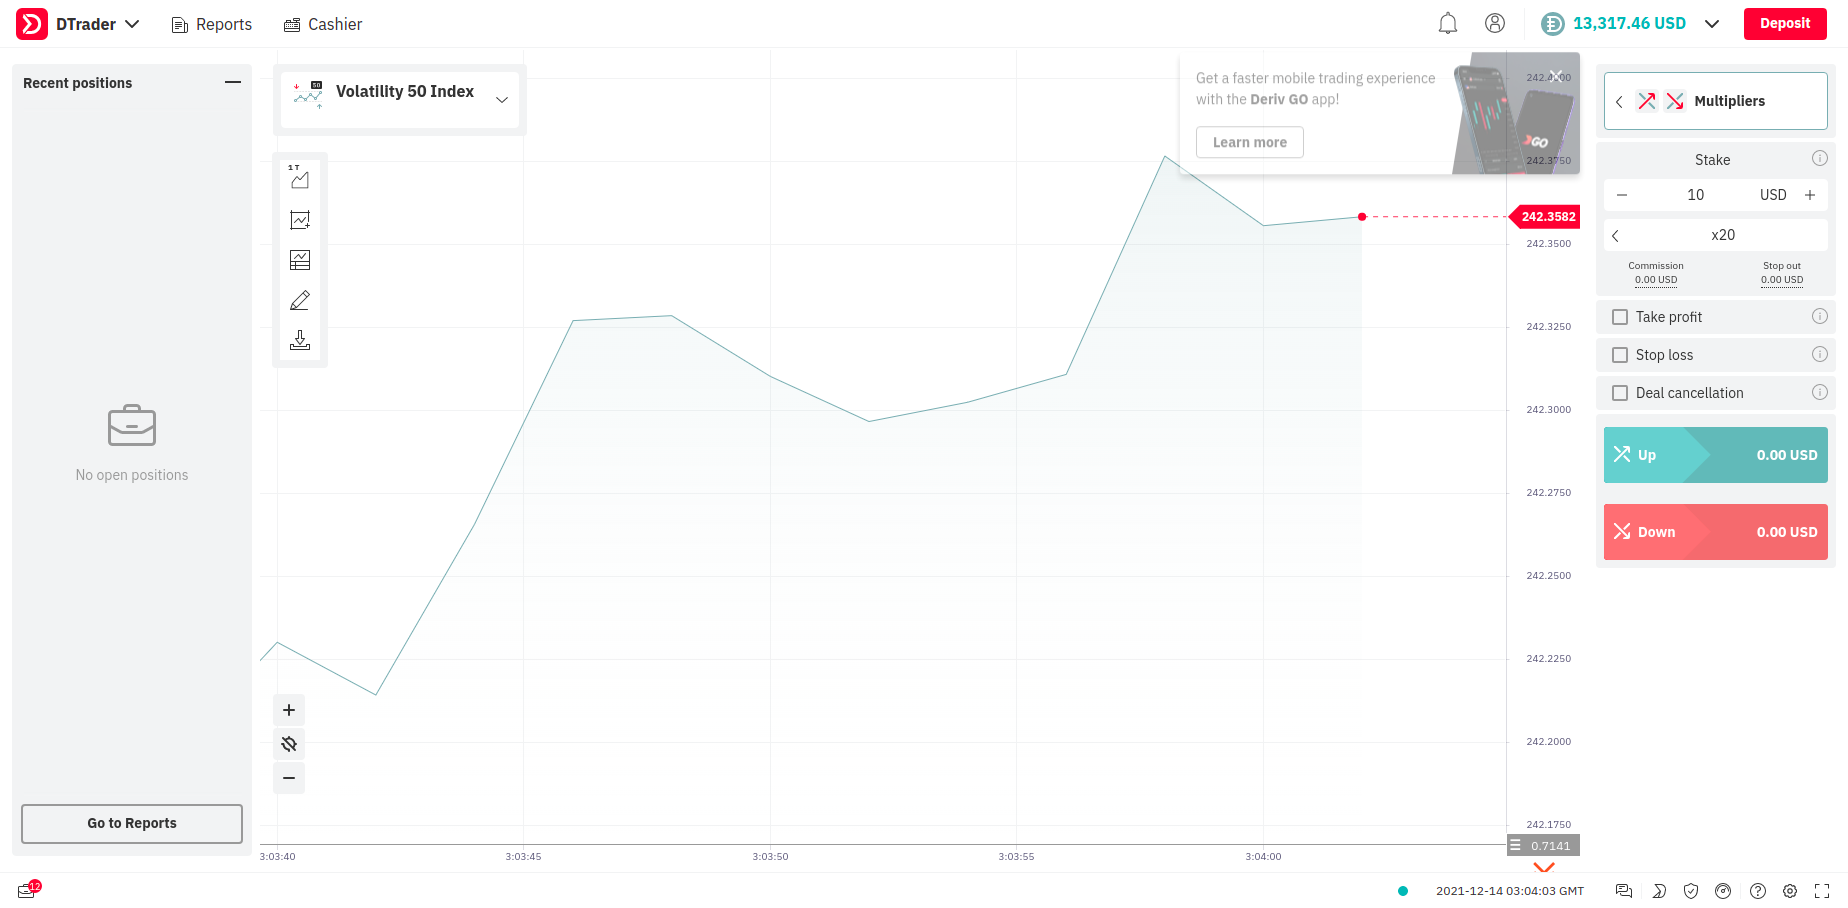 DTrader
Reports
Cashier
13,317.46 USD
Deposit
Recent positions
No open positions
Go to Reports
50
Volatility 50 Index
1 T
Get a faster mobile trading experience
with the Deriv GO app!
Learn more
GO
242.4000
242.3750
242.3582
242.3500
242.3250
242.3000
242.2750
242.2500
242.2250
242.2000
242.1750
0.7141
3:03:40
3:03:45
3:03:50
3:03:55
3:04:00
Multipliers
Stake
10 USD
x20
Commission
0.00 USD
Stop out
0.00 USD
Take profit
Stop loss
Deal cancellation
Up 0.00 USD
Down 0.00 USD
12
2021-12-14 03:04:03 GMT